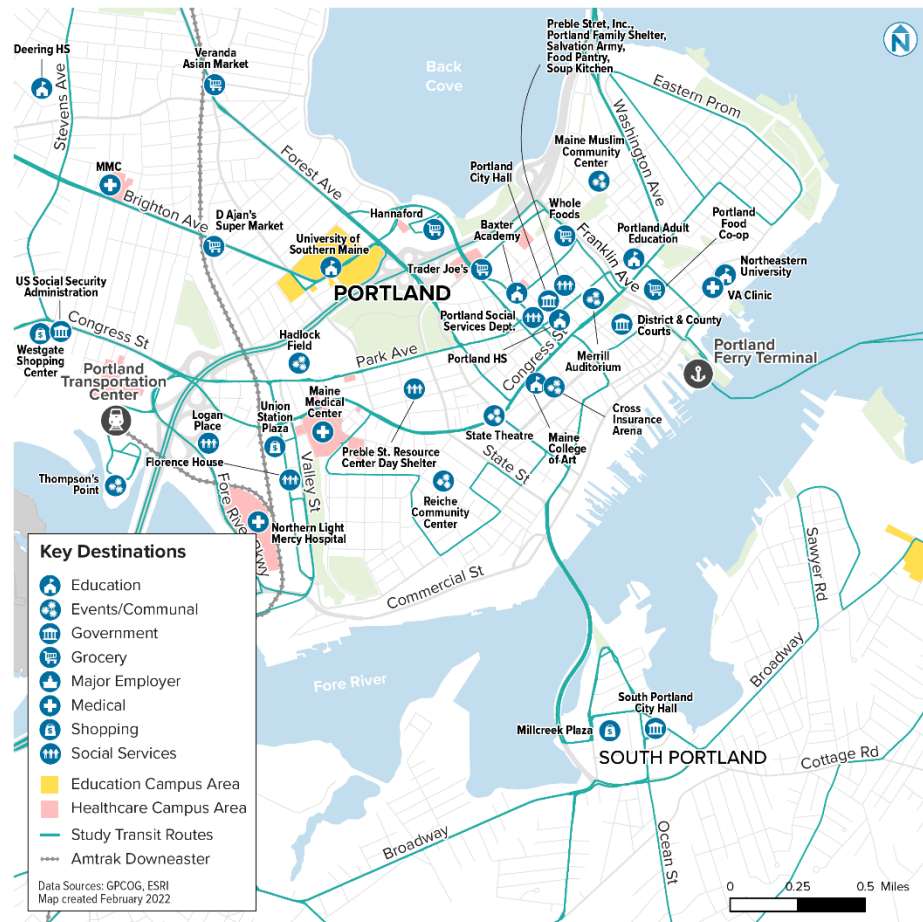 Preble Stret, Inc.,
Portland Family Shelter,
Salvation Army,
Food Pantry,
Soup Kitchen
N
Deering HS
Veranda
Asian Market
Back
Cove
Eastern Prom
Stevens Ave
Washington Ave
Maine Muslim
Community
Center
Forest Ave
Portland
City Hall
MMC
Brighton Ave
D Ajan's
Super Market
Hannaford
Baxter
Academy
Whole
Foods
Franklin Ave
Portland Adult
Education
Portland
Food
Co-op
University of
Southern Maine
Trader Joe's
Northeastern
University
VA Clinic
PORTLAND
US Social Security
Administration
Congress St
Westgate
Shopping
Center
Hadlock
Field
Park Ave
Portland Social
Services Dept.
Portland HS
Congress St
Merrill
Auditorium
District & County
Courts
Portland
Ferry Terminal
Portland
Transportation
Center
Logan
Place
Union
Station
Plaza
Maine
Medical
Center
Preble St. Resource
Center Day Shelter
State Theatre
Maine
College
of Art
Cross
Insurance
Arena
Florence House
Valley St
State St
Thompson's
Point
Fore River Pkwy
Reiche
Community
Center
Northern Light
Mercy Hospital
Commercial St
Sawyer Rd
Fore River
Broadway
South Portland
City Hall
Millcreek Plaza
SOUTH PORTLAND
Cottage Rd
Broadway
Ocean St
Key Destinations
Education
Events/Communal
Government
Grocery
Major Employer
Medical
Shopping
Social Services
Education Campus Area
Healthcare Campus Area
Study Transit Routes
Amtrak Downeaster
Data Sources: GPCOG, ESRI
Map created February 2022
0 0.25 0.5 Miles